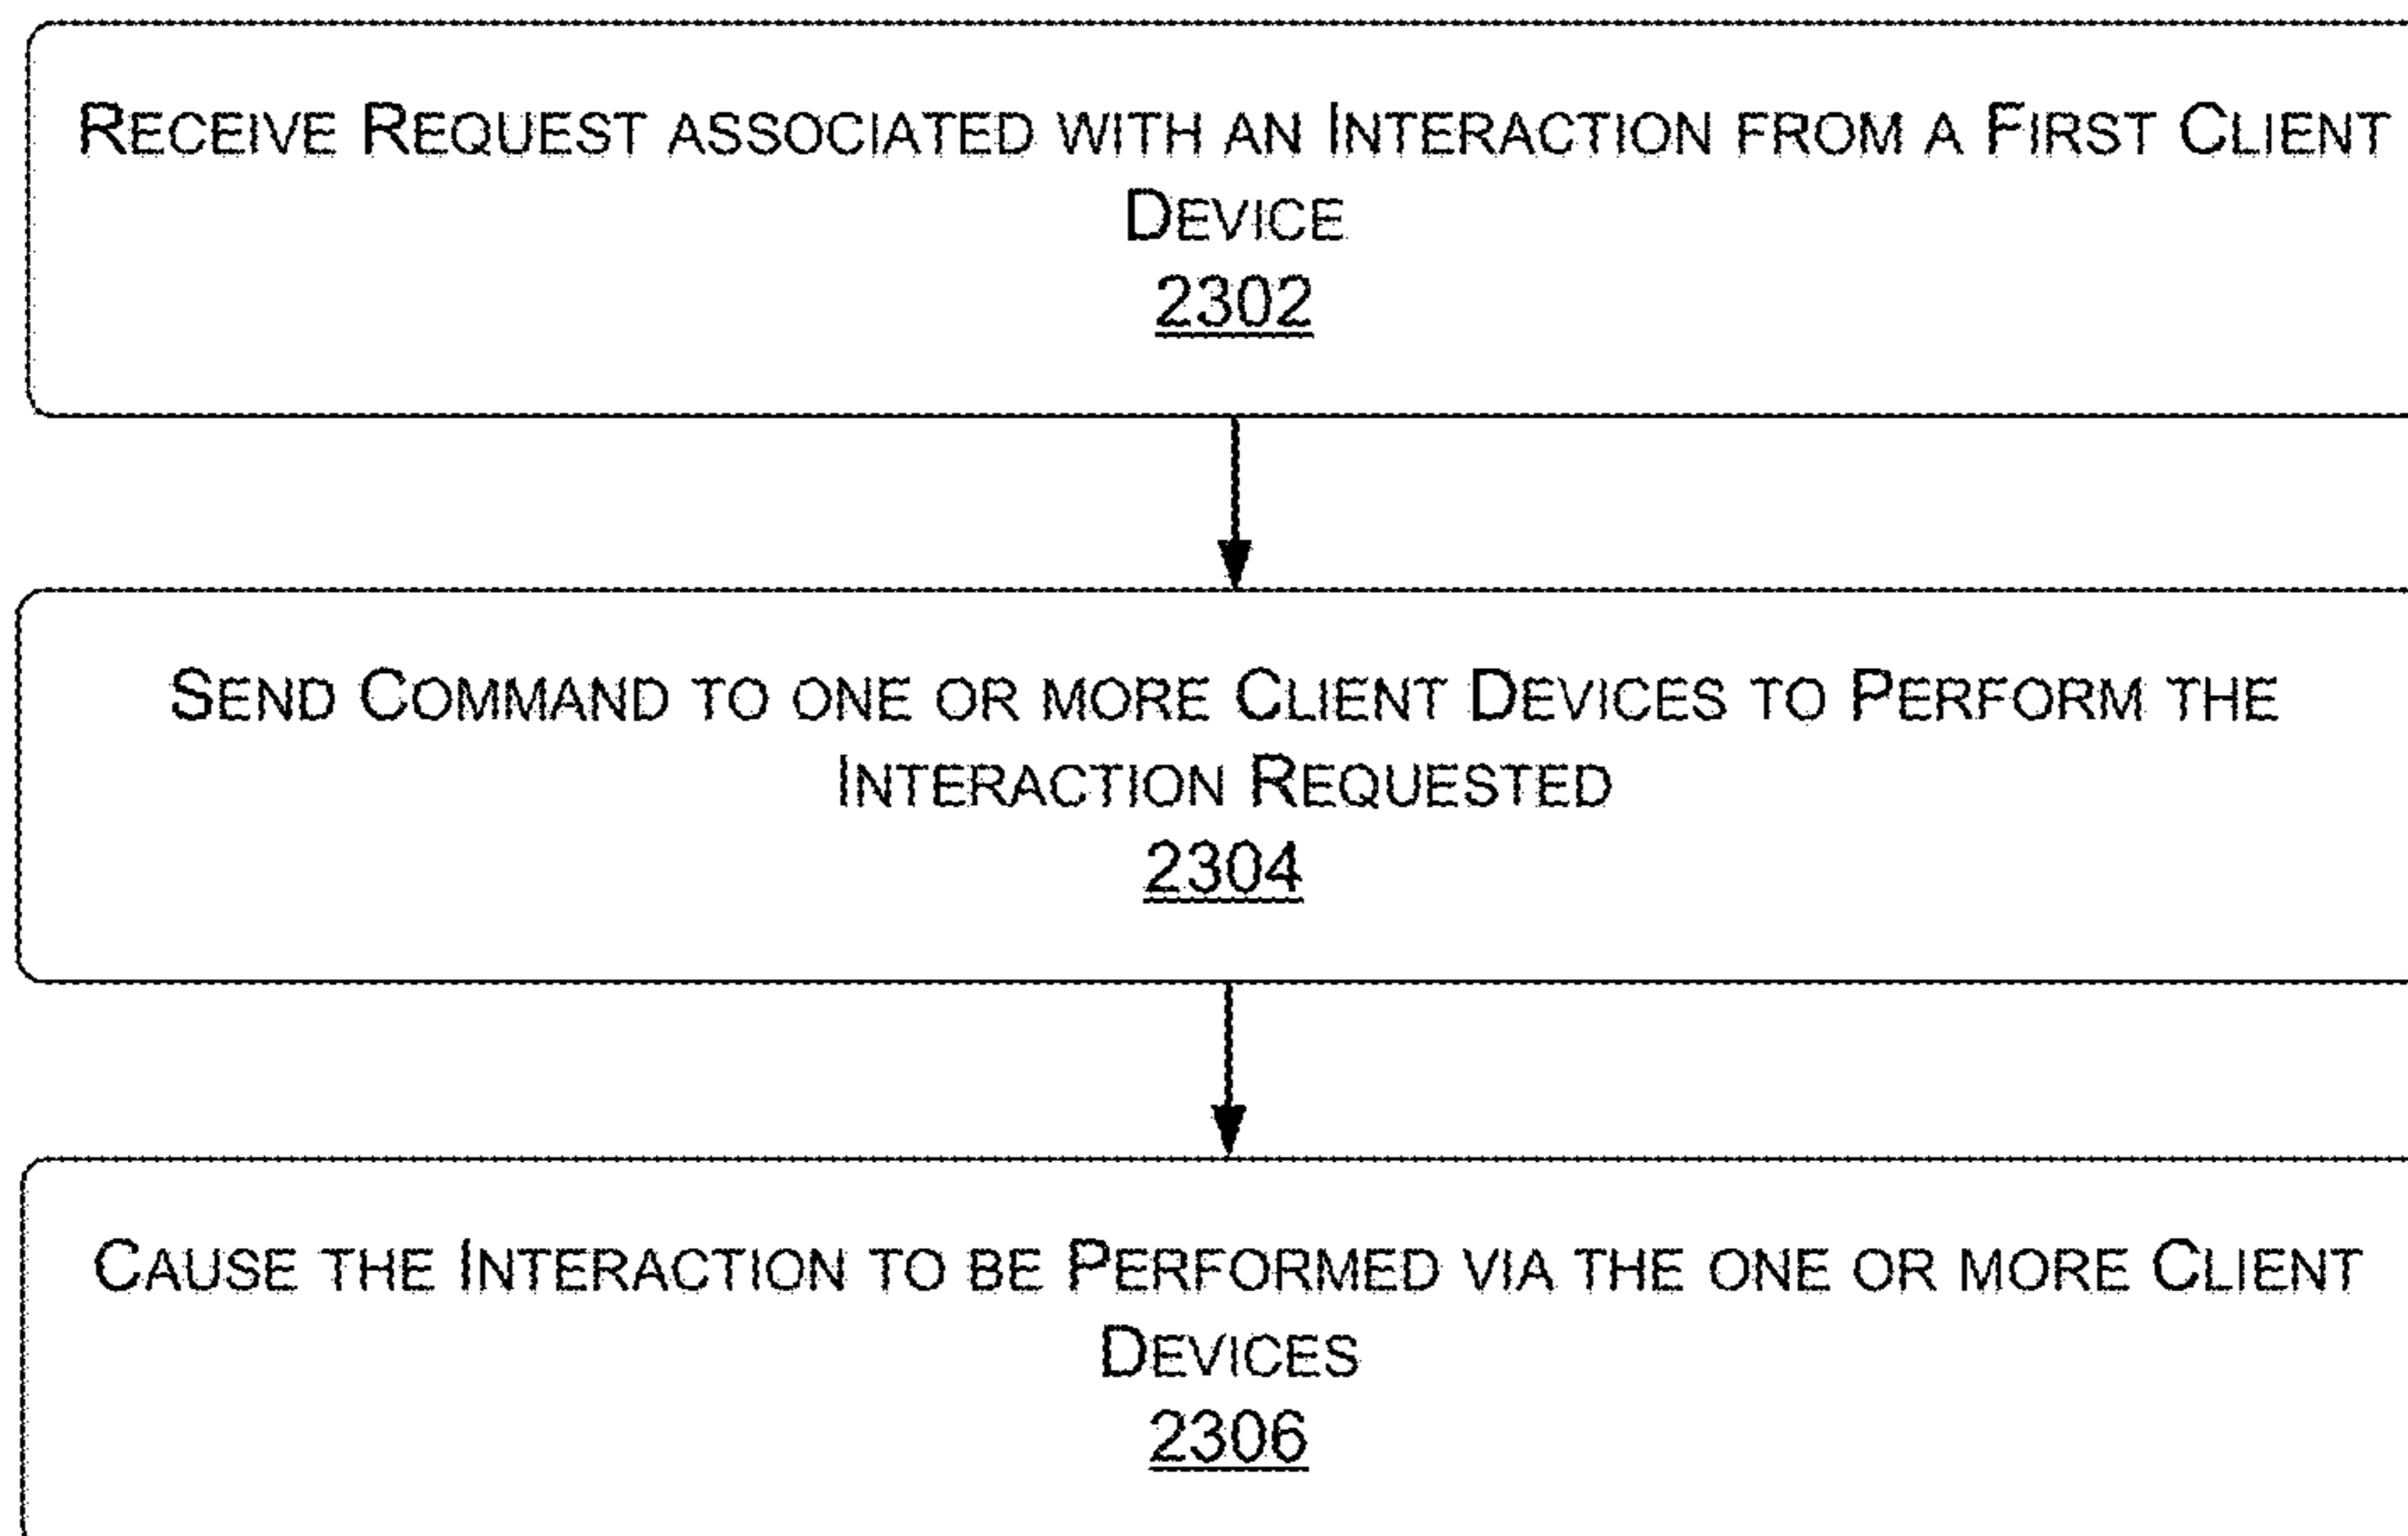 RECEIVE REQUEST ASSOCIATED WITH AN INTERACTION FROM A FIRST CLIENT
DEVICE
2302
SEND COMMAND TO ONE OR MORE CLIENT DEVICES TO PERFORM THE
INTERACTION REQUESTED
2304
CAUSE THE INTERACTION TO BE PERFORMED VIA THE ONE OR MORE CLIENT
DEVICES
2306